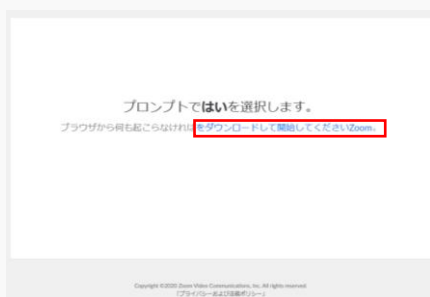 プロンプトではいを選択します。
ブラウザから何も起こらなければをダウンロードして開始してくださいZoom。
Copyright ©2020 Zoom Video Communications, Inc. All rights reserved
「プライバシーおよび法務ポリシー」